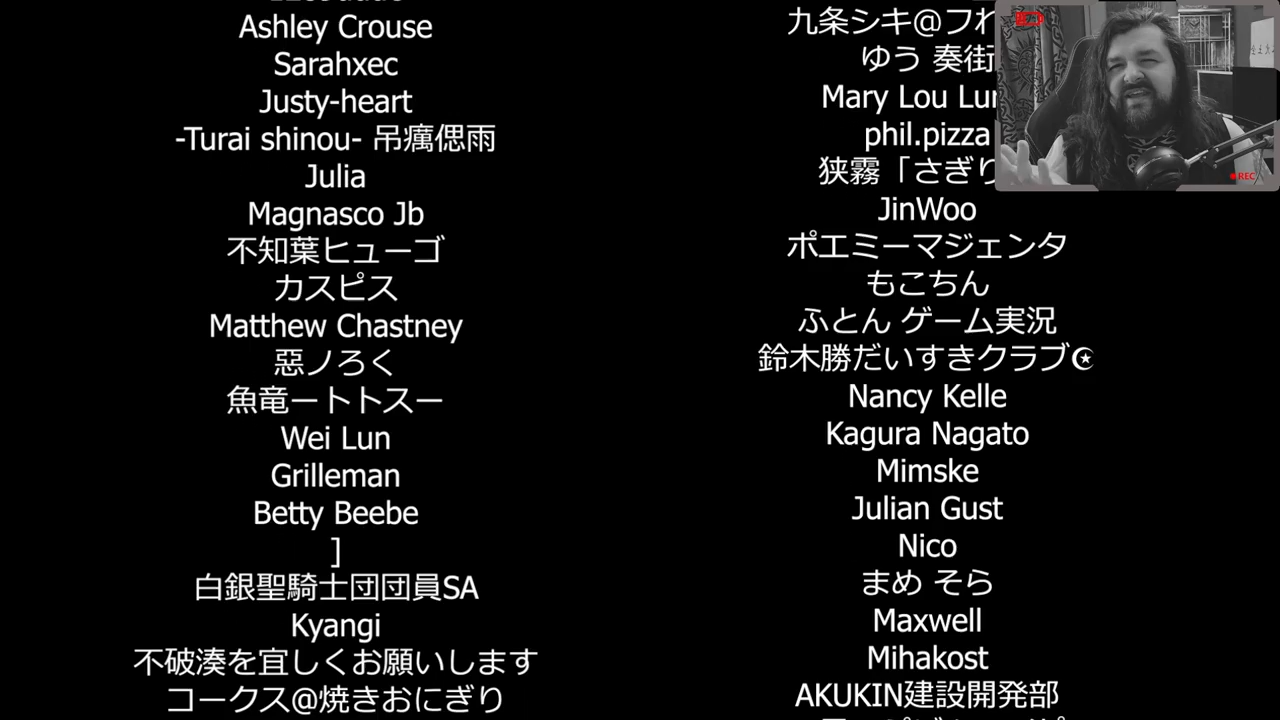 Ashley Crouse
Sarahxec
Justy-heart
-Turai shinou- 吊癘偲雨
Julia
Magnasco Jb
不知葉ヒューゴ
カスピス
Matthew Chastney
惡ノろく
魚竜ートトスー
Wei Lun
Grilleman
Betty Beebe
]
白銀聖騎士団団員SA
Kyangi
不破湊を宜しくお願いします
コークス@焼きおにぎり
九条シキ@フれ
ゆう 奏街
Mary Lou Lu
phil.pizza
狭霧「さぎり
JinWoo
ポエミーマジェンタ
もこちん
ふとん ゲーム実況
鈴木勝だいすきクラブ☪
Nancy Kelle
Kagura Nagato
Mimske
Julian Gust
Nico
まめ そら
Maxwell
Mihakost
AKUKIN建設開発部
REC